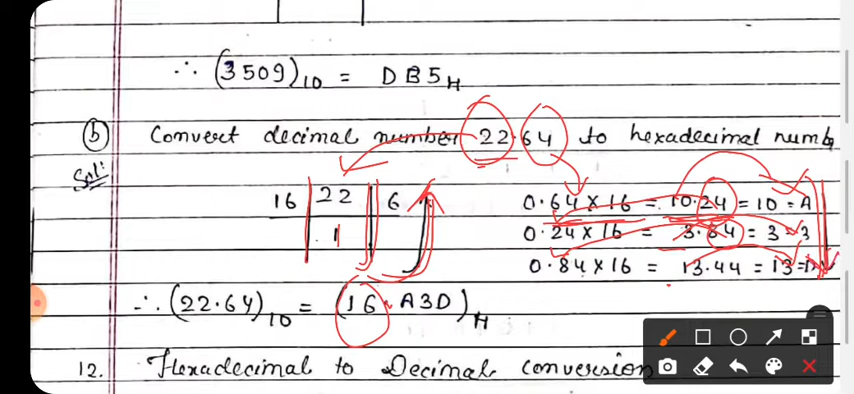 ∴ (3509)10 = DB5H
(b) Convert decimal number 22.64 to hexadecimal numb
Sol:
16 | 22 | 6
1
0.64 × 16 = 10.24 = 10 = A
0.24 × 16 = 3.84 = 3 = 3
0.84 × 16 = 13.44 = 13 = D
∴ (22.64)10 = (16.A3D)H
12. Hexadecimal to Decimal conversion